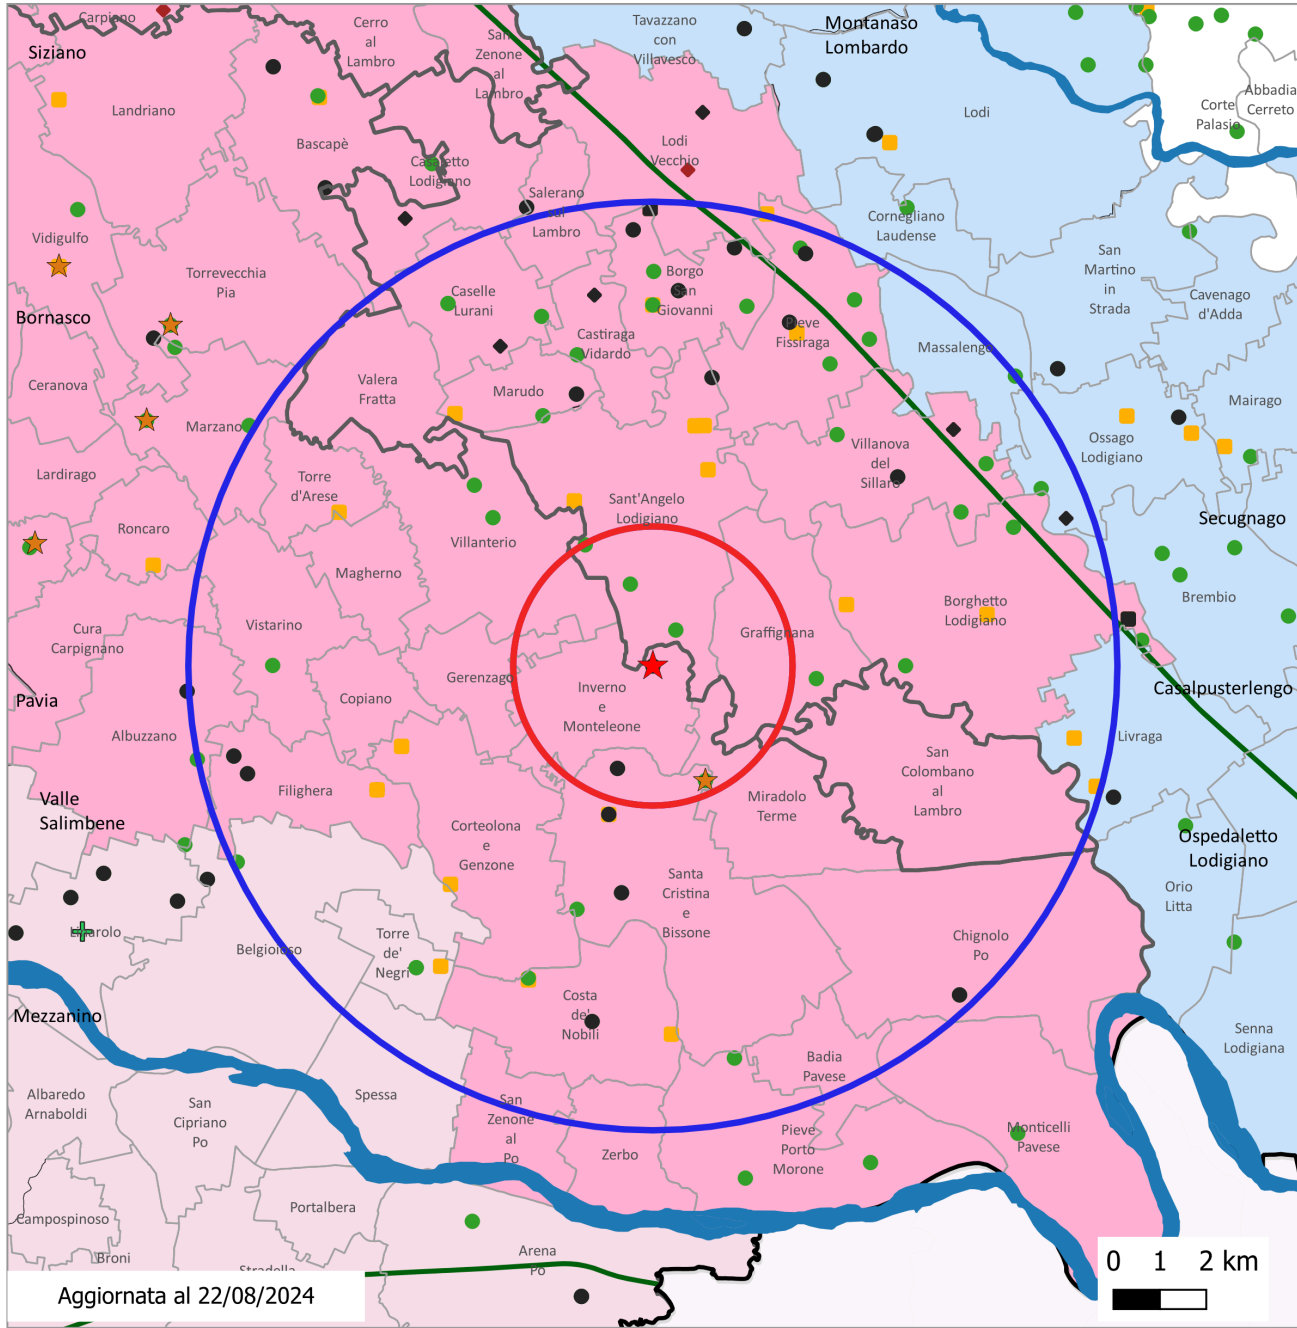 Carpiano
Siziano
Landriano
Cerro
al
Lambro
San
Zenone
al
Lambro
Tavazzano
con
Villavesco
Montanaso
Lombardo
Lodi
Abbadia
Cerreto
Corte
Palasio
Bascapè
Casaletto
Lodigiano
Lodi
Vecchio
Salerano
sul
Lambro
Cornegliano
Laudense
Vidigulfo
Torrevecchia
Pia
San
Martino
in
Strada
Cavenago
d'Adda
Bornasco
Caselle
Lurani
Borgo
San
Giovanni
Castiraga
Vidardo
Pieve
Fissiraga
Massalengo
Ceranova
Valera
Fratta
Marudo
Mairago
Marzano
Ossago
Lodigiano
Villanova
del
Sillaro
Lardirago
Torre
d'Arese
Sant'Angelo
Lodigiano
Secugnago
Roncaro
Villanterio
Magherno
Brembio
Cura
Carpignano
Vistarino
Graffignana
Borghetto
Lodigiano
Pavia
Copiano
Gerenzago
Inverno
e
Monteleone
Casalpusterlengo
Albuzzano
Livraga
San
Colombano
al
Lambro
Valle
Salimbene
Filighera
Miradolo
Terme
Corteolona
e
Genzone
Ospedaletto
Lodigiano
Santa
Cristina
e
Bissone
Orio
Litta
Linarolo
Belgioioso
Torre
de'
Negri
Chignolo
Po
Mezzanino
Costa
de'
Nobili
Senna
Lodigiana
Badia
Pavese
Albaredo
Arnaboldi
San
Cipriano
Po
Spessa
San
Zenone
al
Po
Zerbo
Pieve
Porto
Morone
Monticelli
Pavese
Campospinoso
Portalbera
Broni
Stradella
Arena
Po
0 1 2 km
Aggiornata al 22/08/2024